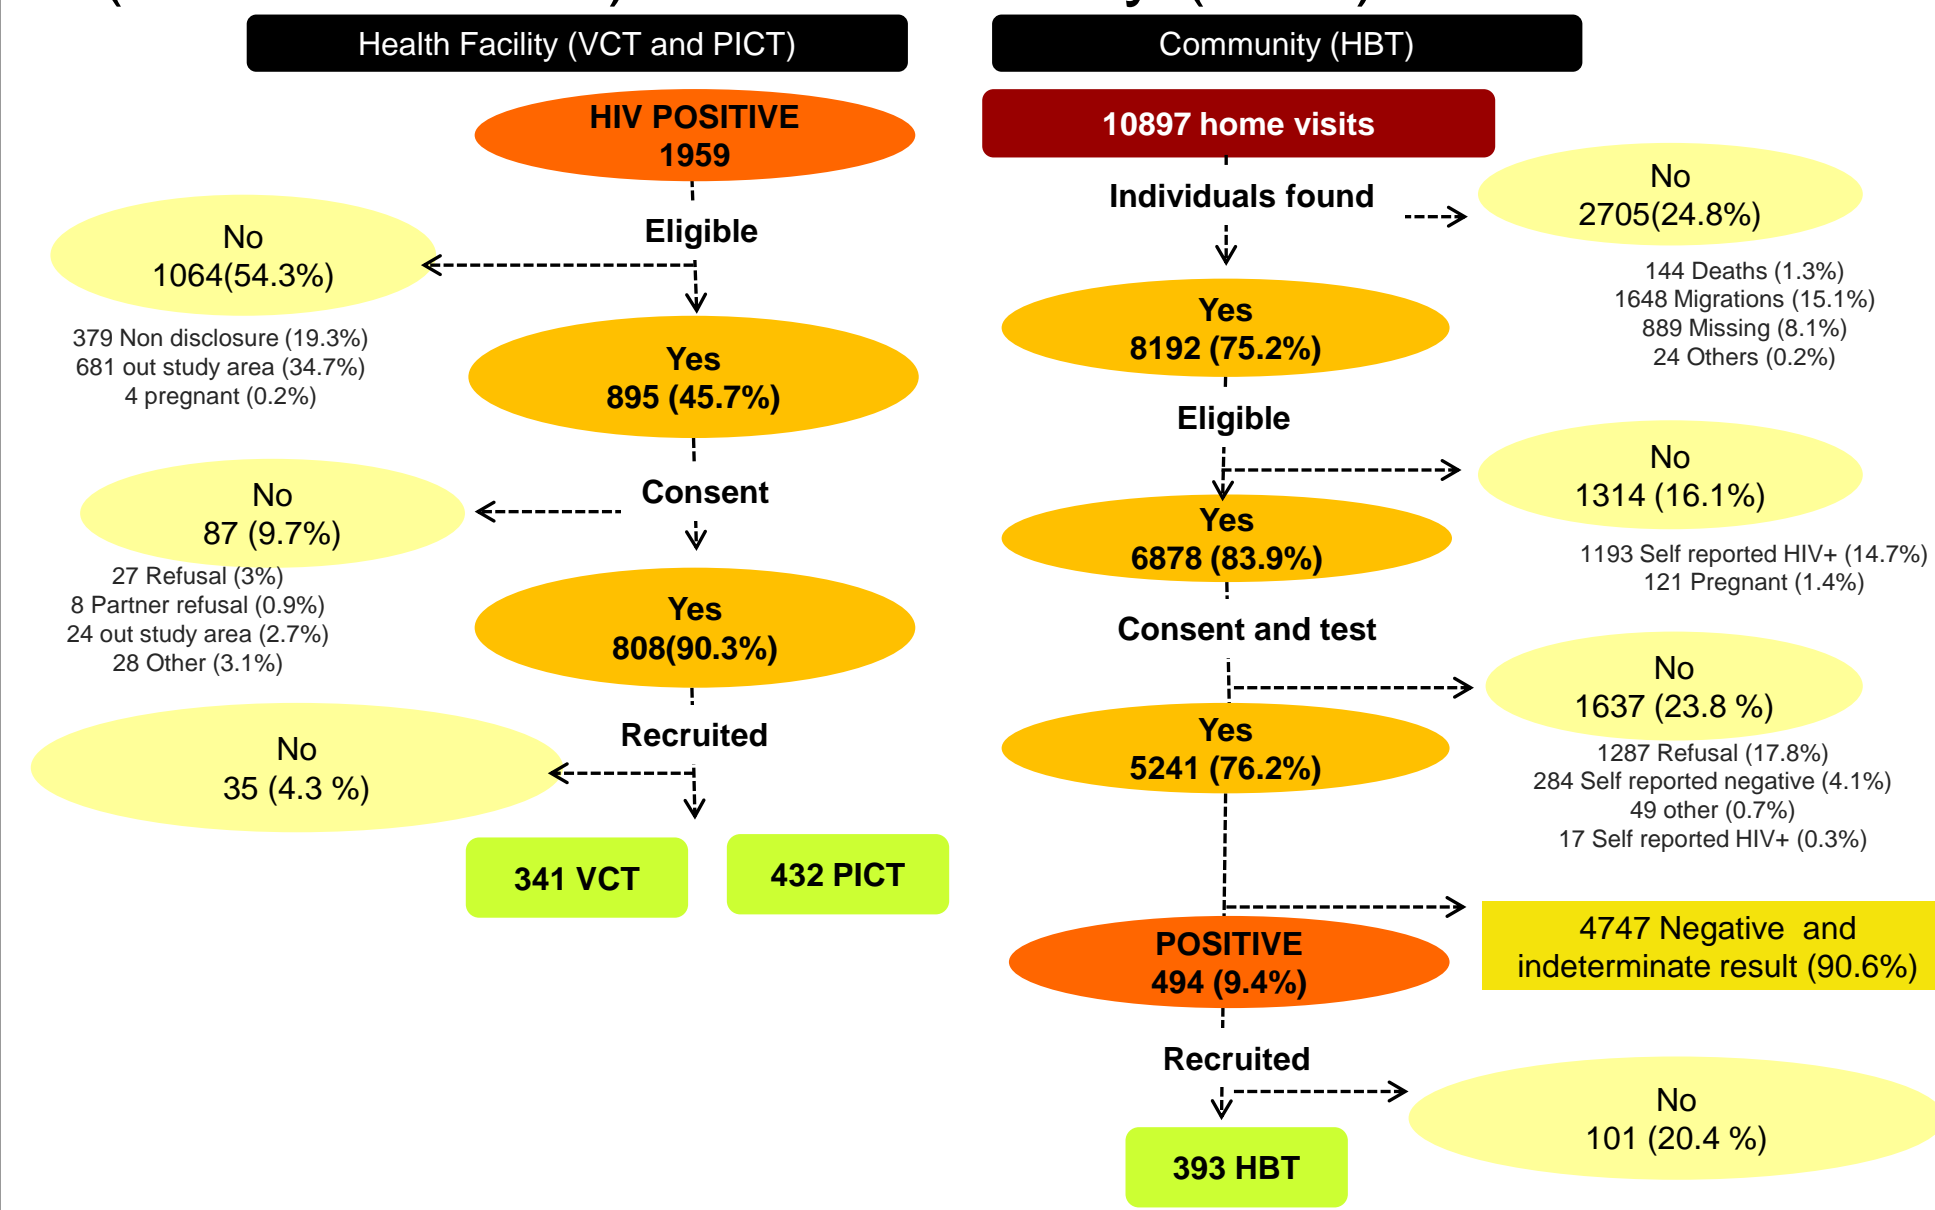 Health Facility (VCT and PICT)
HIV POSITIVE
1959
Eligible
No
1064(54.3%)
379 Non disclosure (19.3%)
681 out study area (34.7%)
4 pregnant (0.2%)
Yes
895 (45.7%)
Consent
No
87 (9.7%)
27 Refusal (3%)
8 Partner refusal (0.9%)
24 out study area (2.7%)
28 Other (3.1%)
Yes
808(90.3%)
Recruited
No
35 (4.3 %)
341 VCT
432 PICT
Community (HBT)
10897 home visits
Individuals found
No
2705(24.8%)
144 Deaths (1.3%)
1648 Migrations (15.1%)
889 Missing (8.1%)
24 Others (0.2%)
Yes
8192 (75.2%)
Eligible
No
1314 (16.1%)
1193 Self reported HIV+ (14.7%)
121 Pregnant (1.4%)
Yes
6878 (83.9%)
Consent and test
No
1637 (23.8 %)
1287 Refusal (17.8%)
284 Self reported negative (4.1%)
49 other (0.7%)
17 Self reported HIV+ (0.3%)
Yes
5241 (76.2%)
4747 Negative  and
indeterminate result (90.6%)
POSITIVE
494 (9.4%)
Recruited
No
101 (20.4 %)
393 HBT